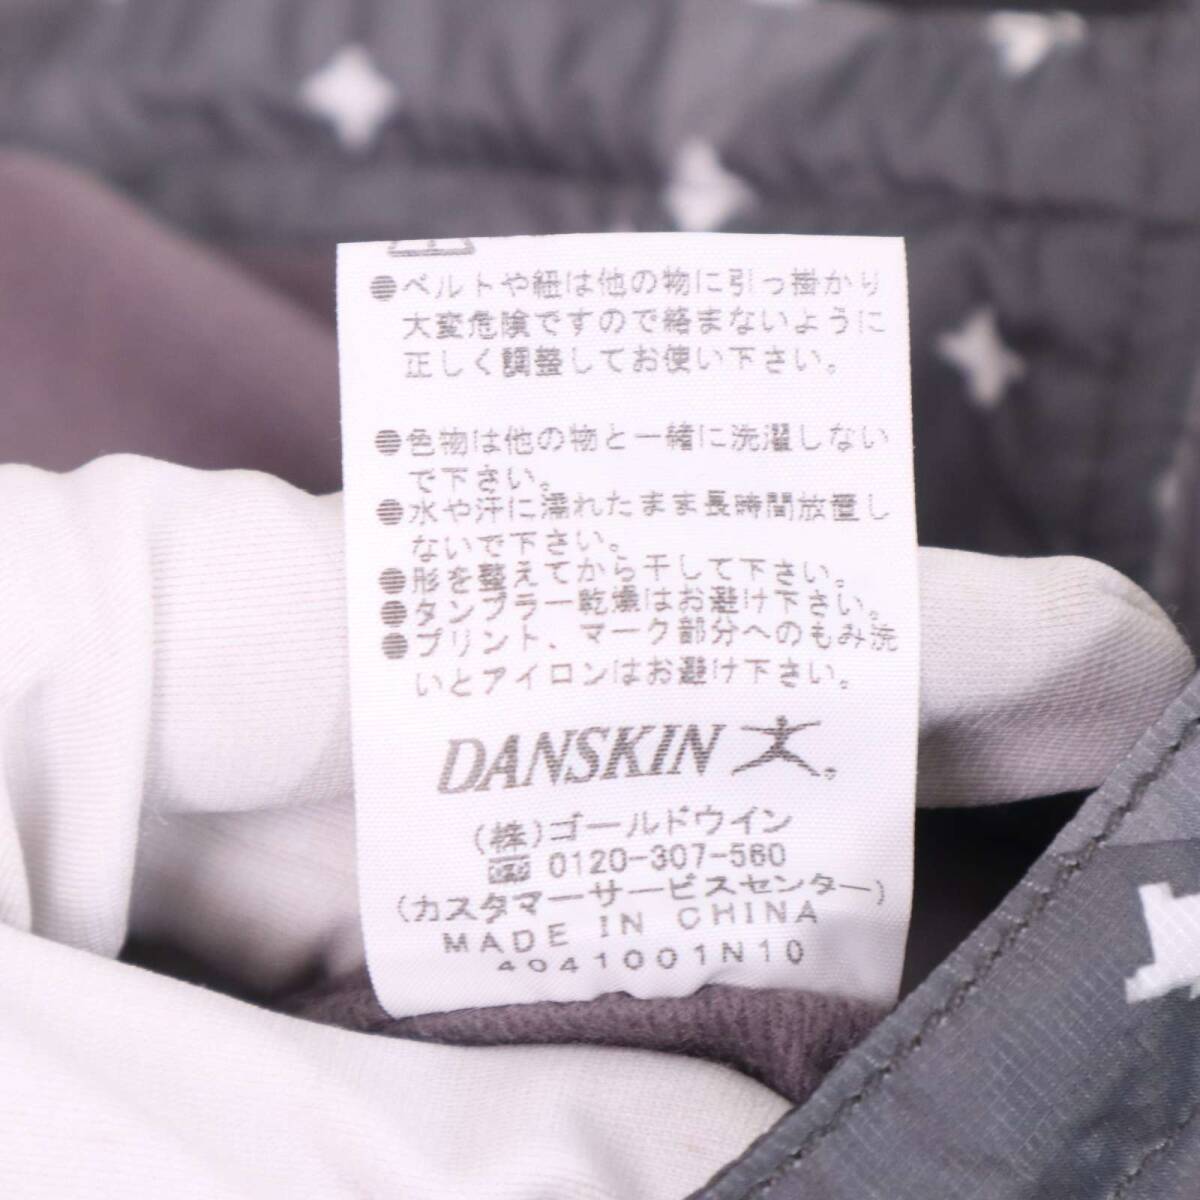 ●ベルトや紐は他の物に引っ掛かり
大変危険ですので絡まないように
正しく調整してお使い下さい。
●色物は他の物と一緒に洗濯しない
で下さい。
●水や汗に濡れたまま長時間放置し
ないで下さい。
●形を整えてから干して下さい。
●タンブラー乾燥はお避け下さい。
●プリント、マーク部分へのもみ洗
いとアイロンはお避け下さい。
DANSKIN
(株)ゴールドウイン
0120-307-560
(カスタマーサービスセンター)
MADE IN CHINA
4041001N10